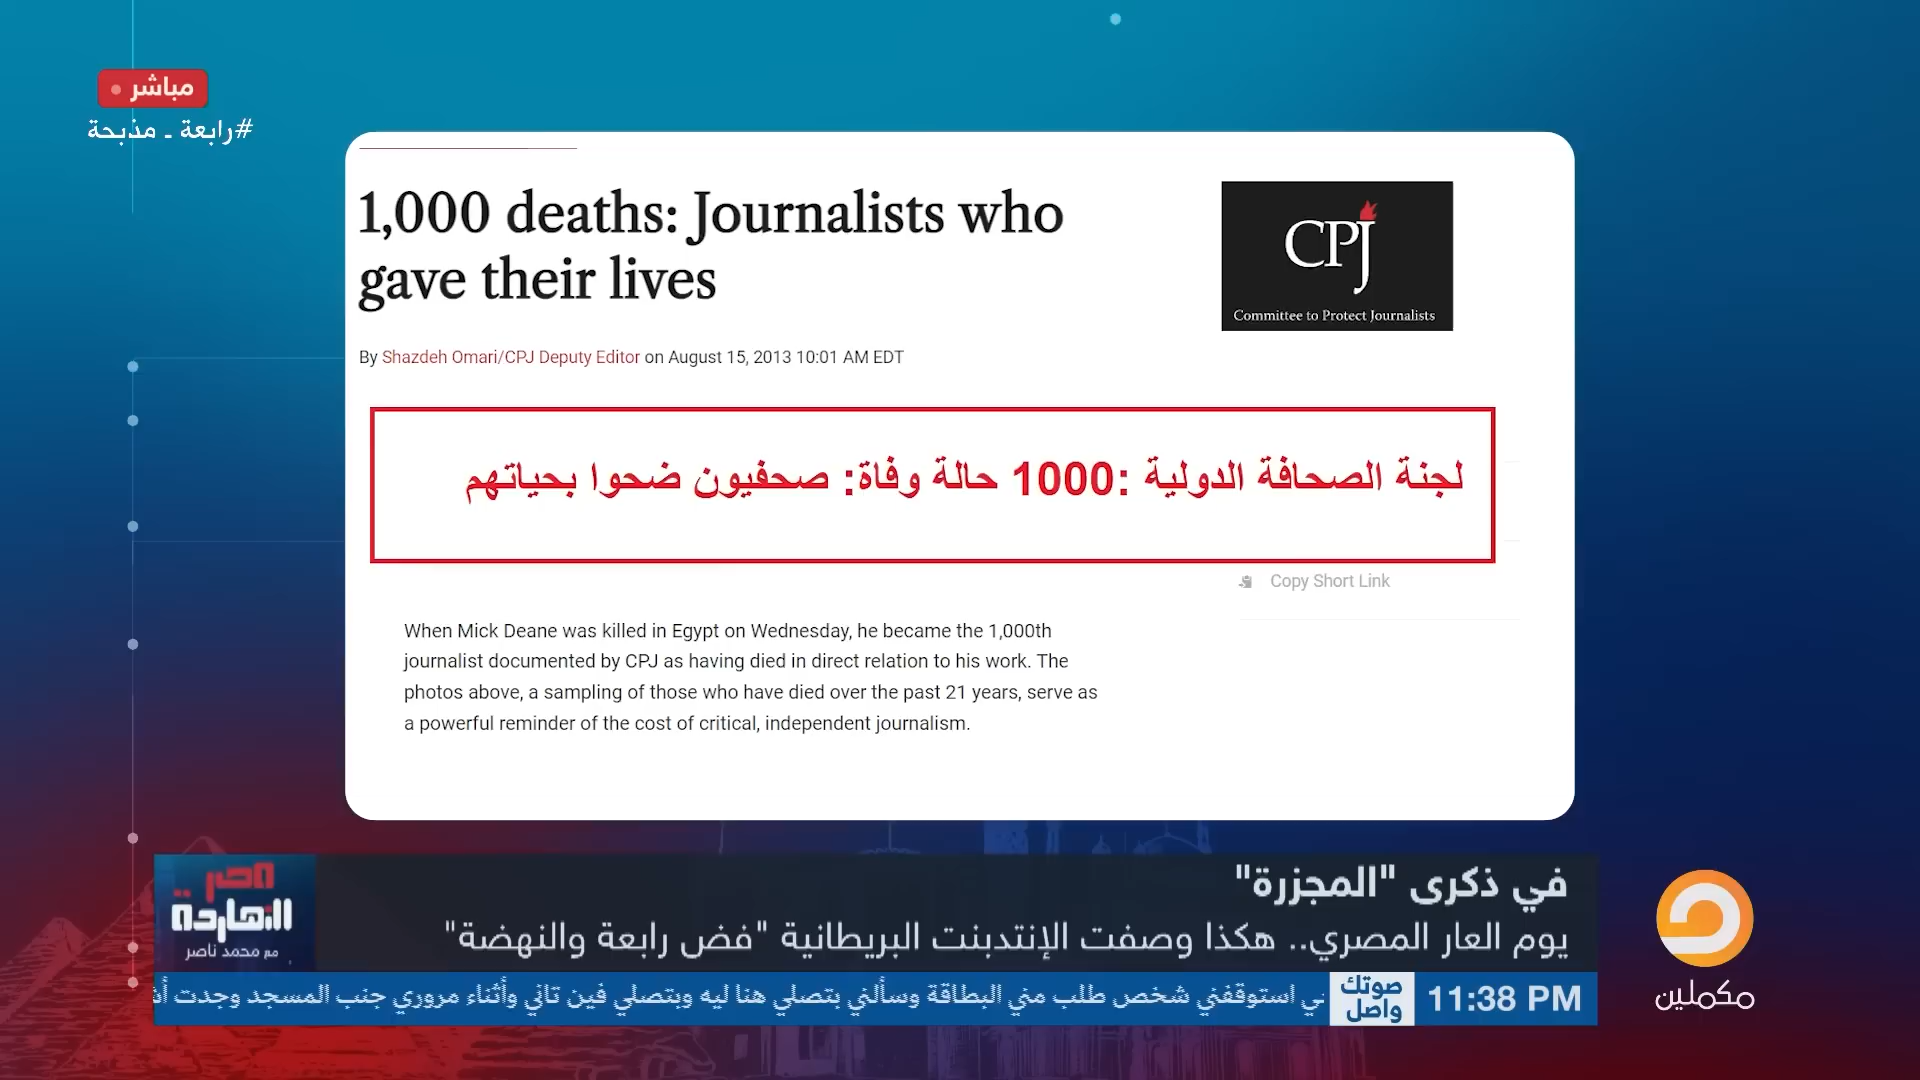 مباشر
#رابعة - مذبحة
1,000 deaths: Journalists who
gave their lives
CPJ
Committee to Protect Journalists
By Shazdeh Omari/CPJ Deputy Editor on August 15, 2013 10:01 AM EDT
لجنة الصحافة الدولية :1000 حالة وفاة: صحفيون ضحوا بحياتهم
Copy Short Link
When Mick Deane was killed in Egypt on Wednesday, he became the 1,000th
journalist documented by CPJ as having died in direct relation to his work. The
photos above, a sampling of those who have died over the past 21 years, serve as
a powerful reminder of the cost of critical, independent journalism.
في ذكرى "المجزرة"
يوم العار المصري.. هكذا وصفت الإنتدبنت البريطانية "فض رابعة والنهضة"
مصر
النهاردة
مع محمد ناصر
11:38 PM
صوتك
واصل
استوقفني شخص طلب مني البطاقة وسألني بتصلي هنا ليه وبتصلي فين تاني وأثناء مروري جنب المسجد وجدت
مكملين